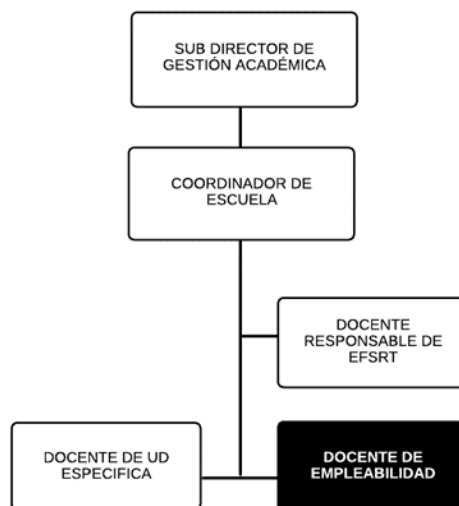 SUB DIRECTOR DE
GESTIÓN ACADÉMICA
COORDINADOR DE
ESCUELA
DOCENTE
RESPONSABLE DE
EFSRT
DOCENTE DE UD
ESPECIFICA
DOCENTE DE
EMPLEABILIDAD